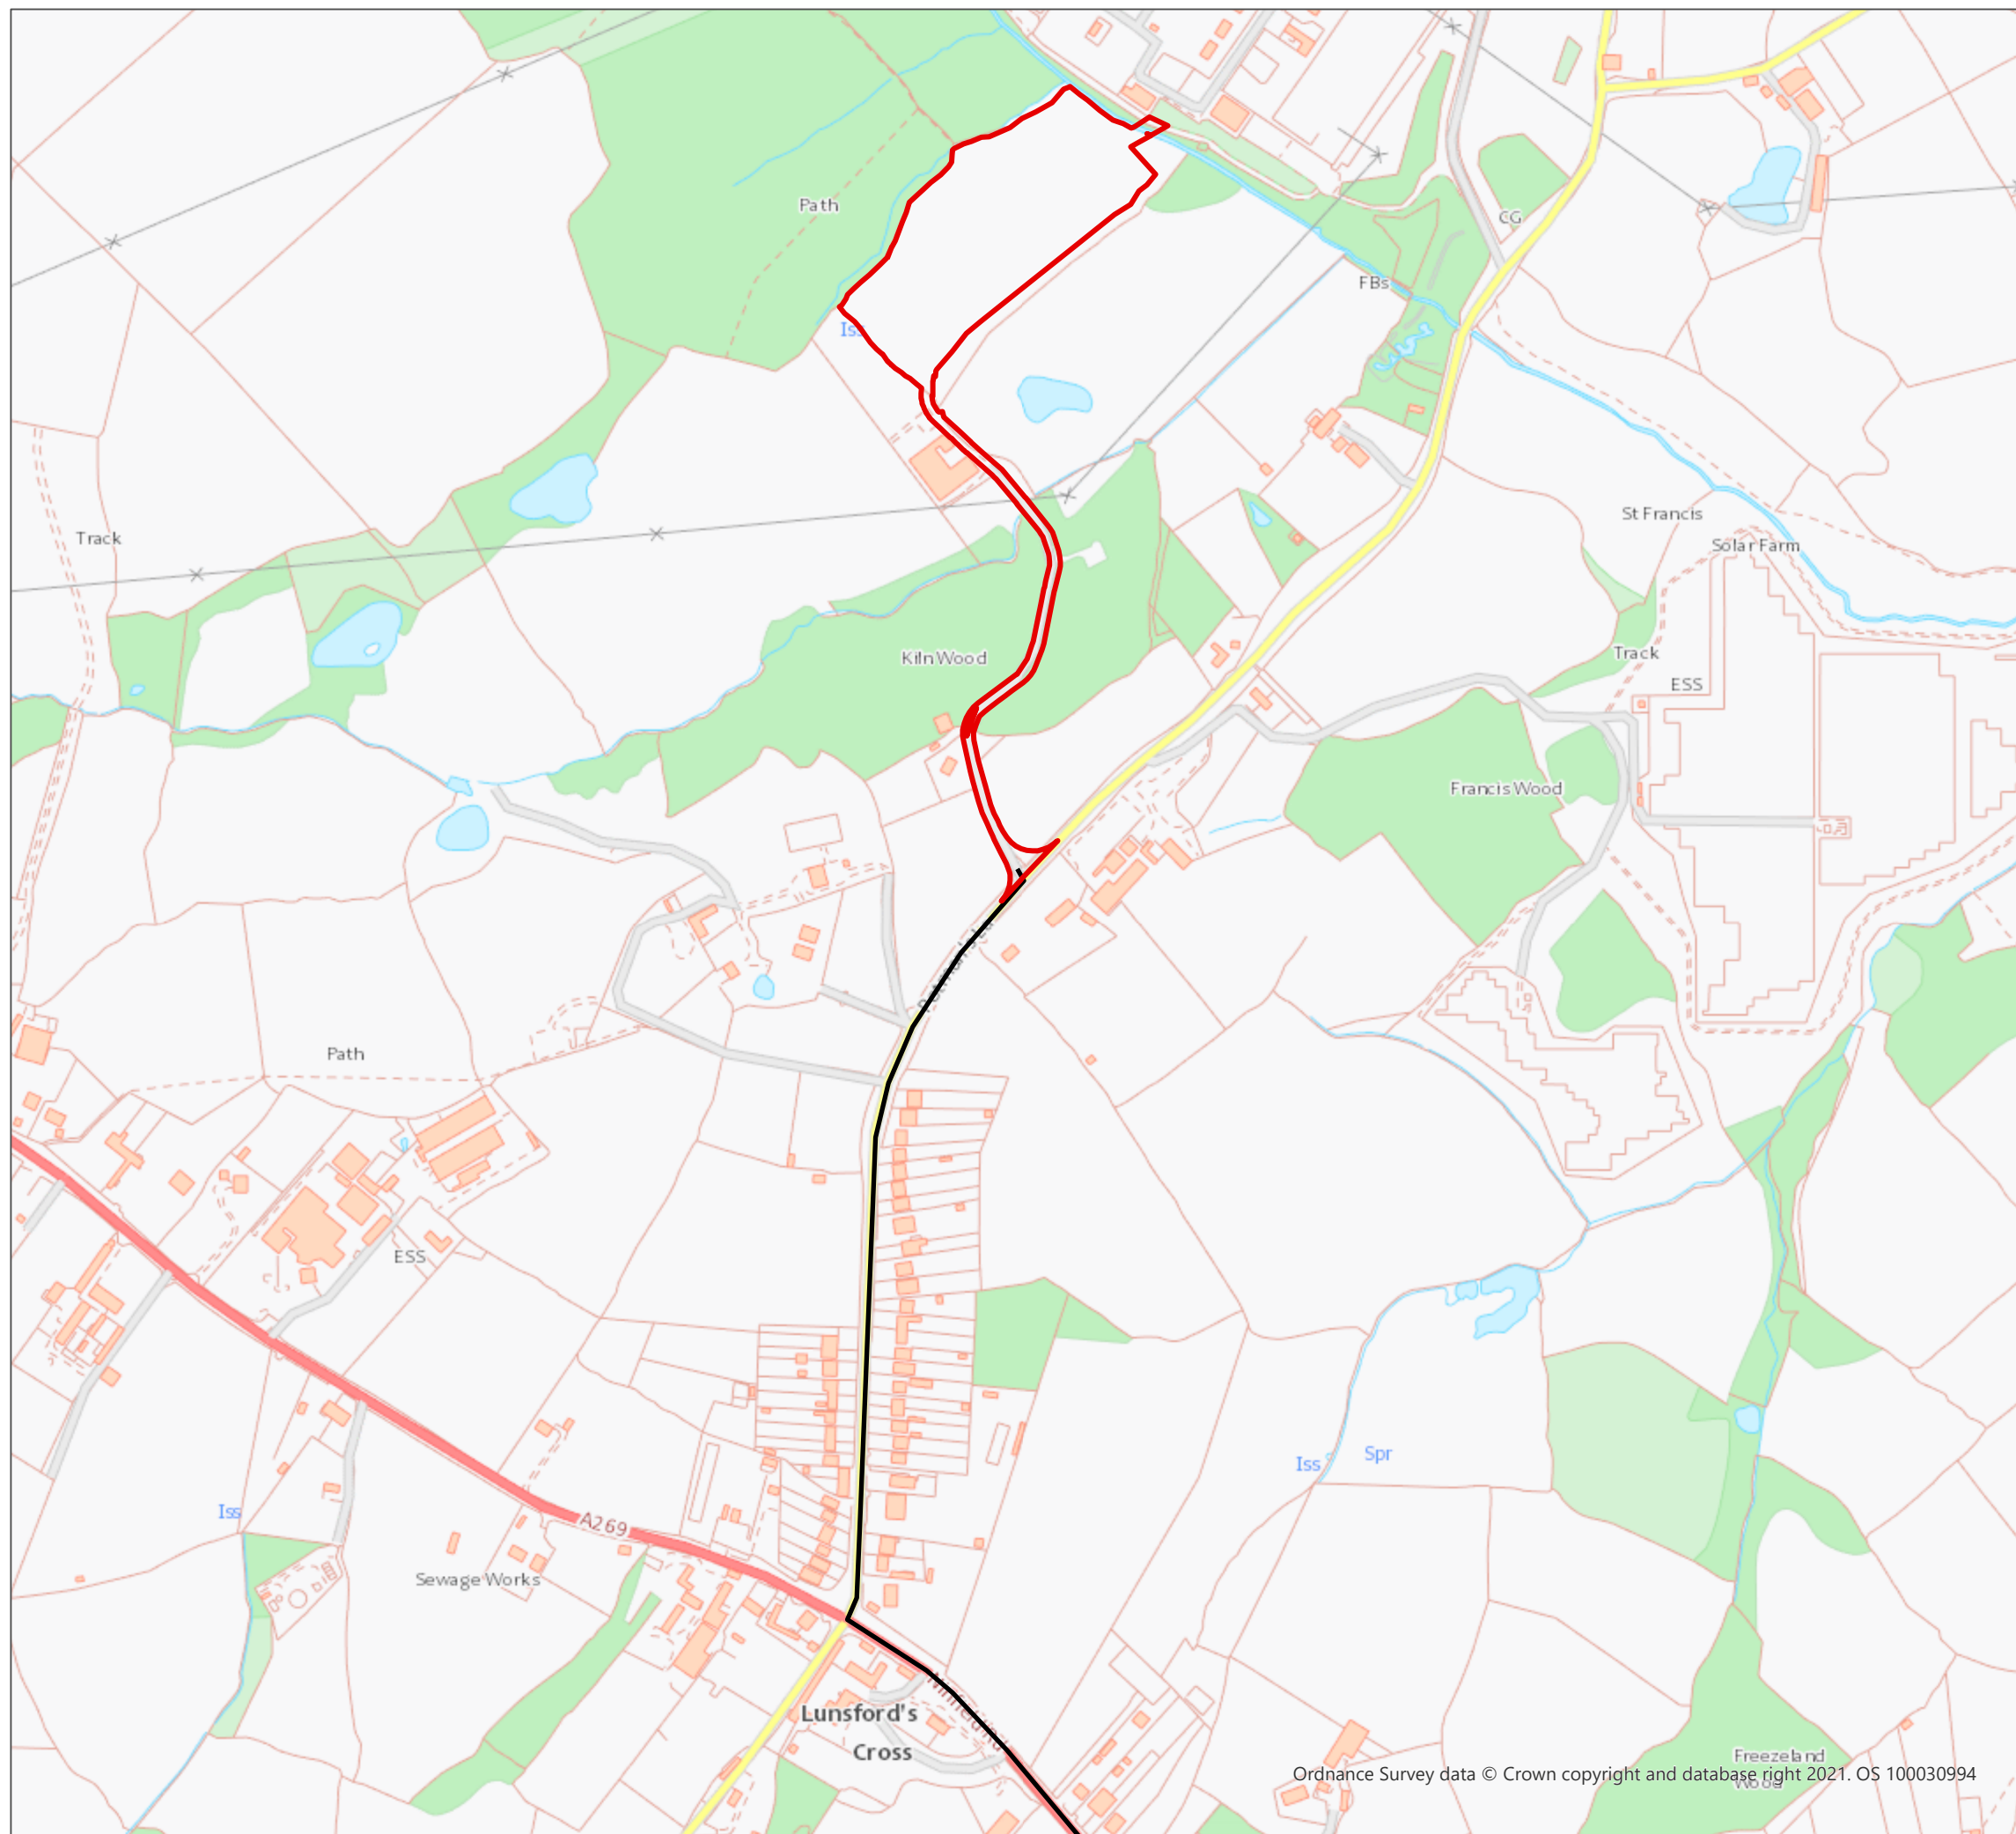 Path
CG
FBs
Iss
Track
St Francis
Solar Farm
Kiln Wood
Track
ESS
Francis Wood
Path
ESS
Iss
Spr
Iss
A269
Sewage Works
Lunsford's
Cross
Freezeland
Wood
Ordnance Survey data © Crown copyright and database right 2021. OS 100030994